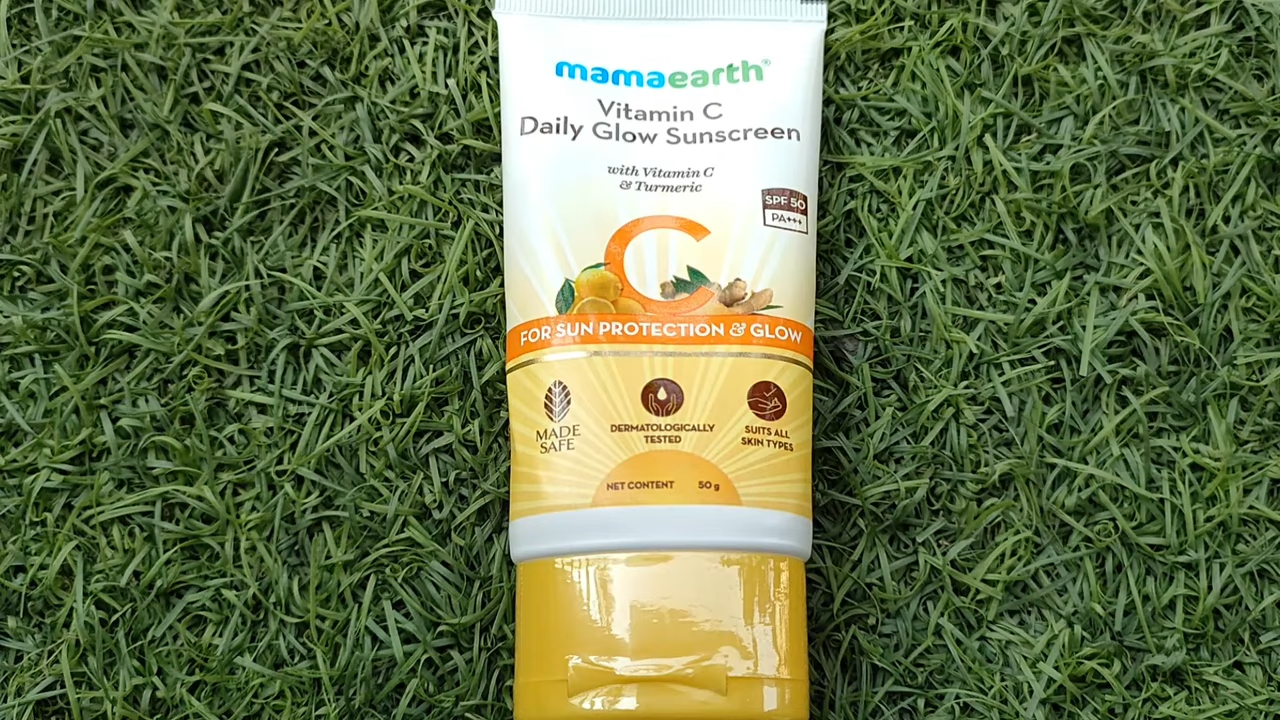 mamaearth®
Vitamin C
Daily Glow Sunscreen
with Vitamin C
& Turmeric
SPF 50
PA+++
C
FOR SUN PROTECTION & GLOW
MADE
SAFE
DERMATOLOGICALLY
TESTED
SUITS ALL
SKIN TYPES
NET CONTENT 50 g